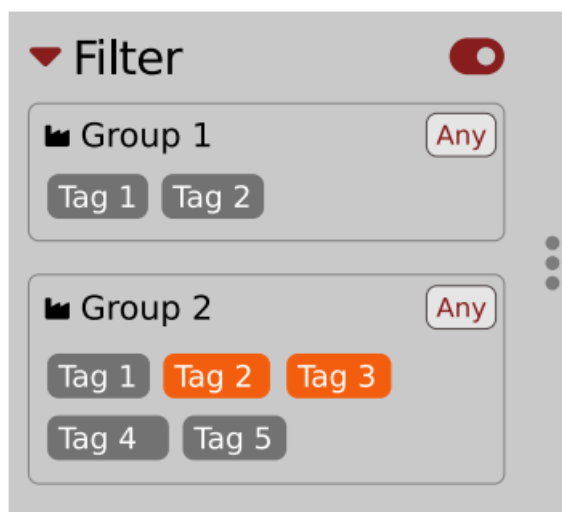 Filter
Group 1 Any
Tag 1 Tag 2
Group 2 Any
Tag 1 Tag 2 Tag 3
Tag 4 Tag 5